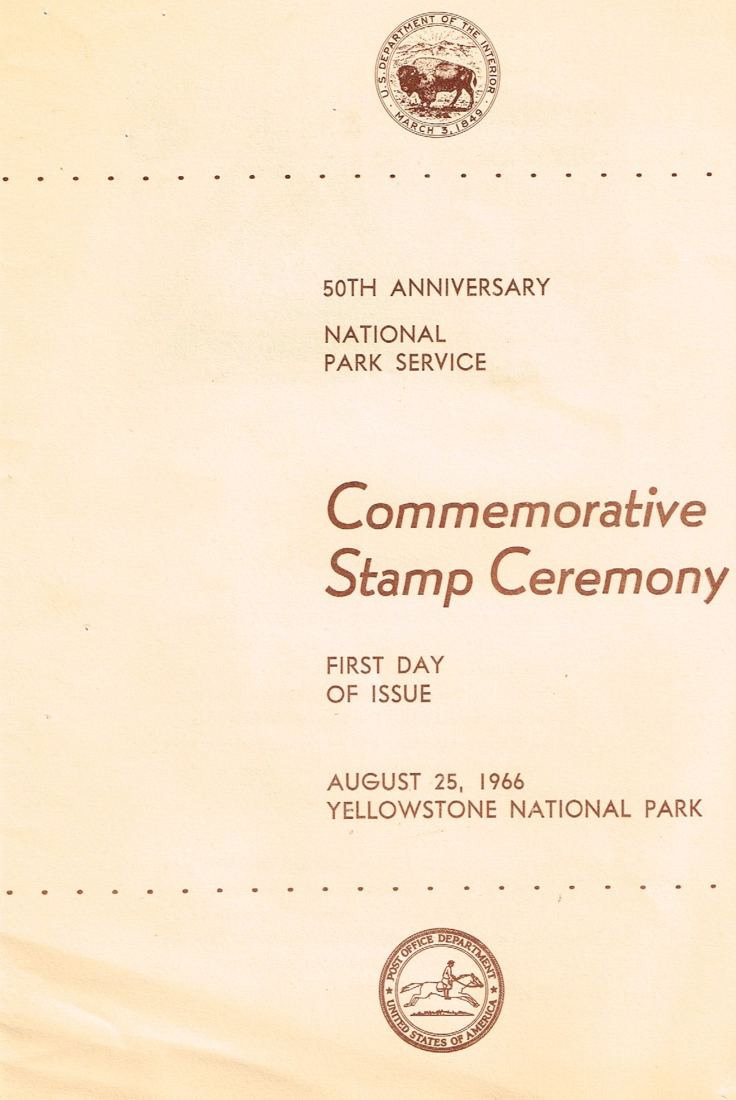 U.S. DEPARTMENT OF THE INTERIOR
MARCH 3, 1849
50TH ANNIVERSARY
NATIONAL
PARK SERVICE
Commemorative
Stamp Ceremony
FIRST DAY
OF ISSUE
AUGUST 25, 1966
YELLOWSTONE NATIONAL PARK
POST OFFICE DEPARTMENT
UNITED STATES OF AMERICA